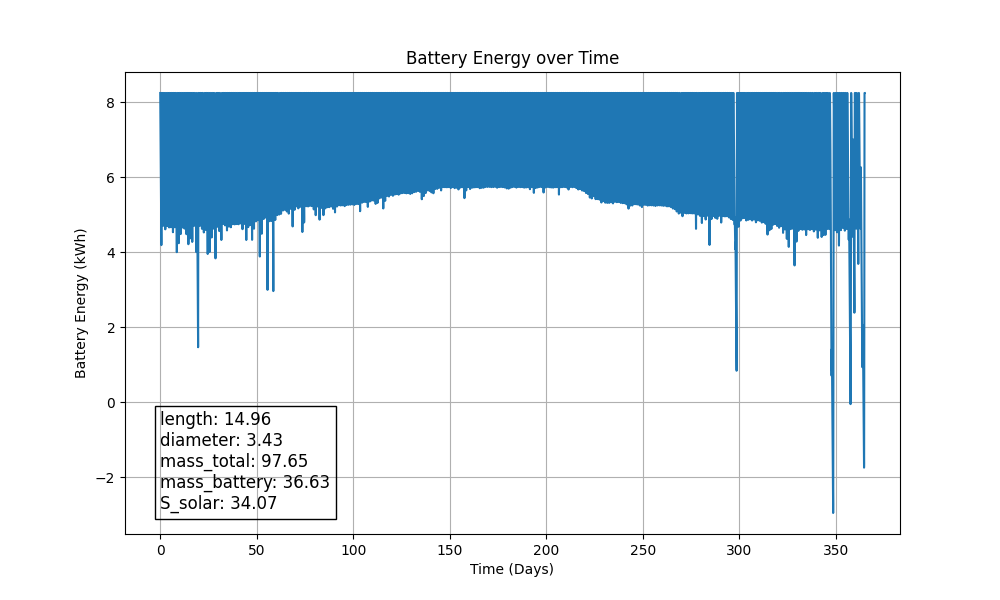 Battery Energy over Time
Battery Energy (kWh)
8
6
4
2
0
−2
length: 14.96
diameter: 3.43
mass_total: 97.65
mass_battery: 36.63
S_solar: 34.07
0 50 100 150 200 250 300 350
Time (Days)